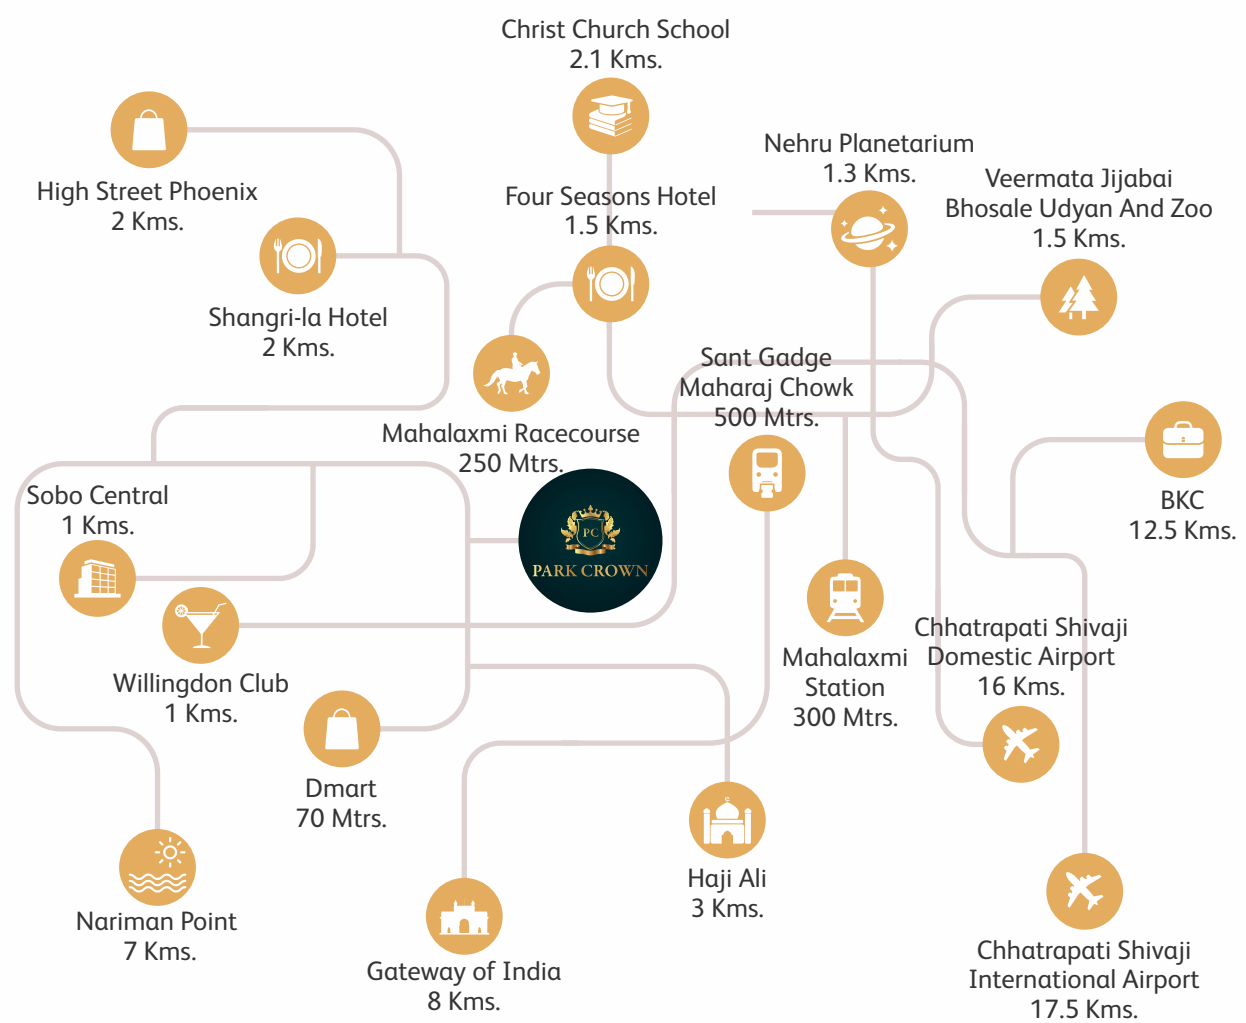 Christ Church School
2.1 Kms.
High Street Phoenix
2 Kms.
Four Seasons Hotel
1.5 Kms.
Nehru Planetarium
1.3 Kms.
Veermata Jijabai
Bhosale Udyan And Zoo
1.5 Kms.
Shangri-la Hotel
2 Kms.
Sant Gadge
Maharaj Chowk
500 Mtrs.
Mahalaxmi Racecourse
250 Mtrs.
Sobo Central
1 Kms.
PC
PARK CROWN
BKC
12.5 Kms.
Willingdon Club
1 Kms.
Mahalaxmi
Station
300 Mtrs.
Chhatrapati Shivaji
Domestic Airport
16 Kms.
Dmart
70 Mtrs.
Haji Ali
3 Kms.
Nariman Point
7 Kms.
Gateway of India
8 Kms.
Chhatrapati Shivaji
International Airport
17.5 Kms.